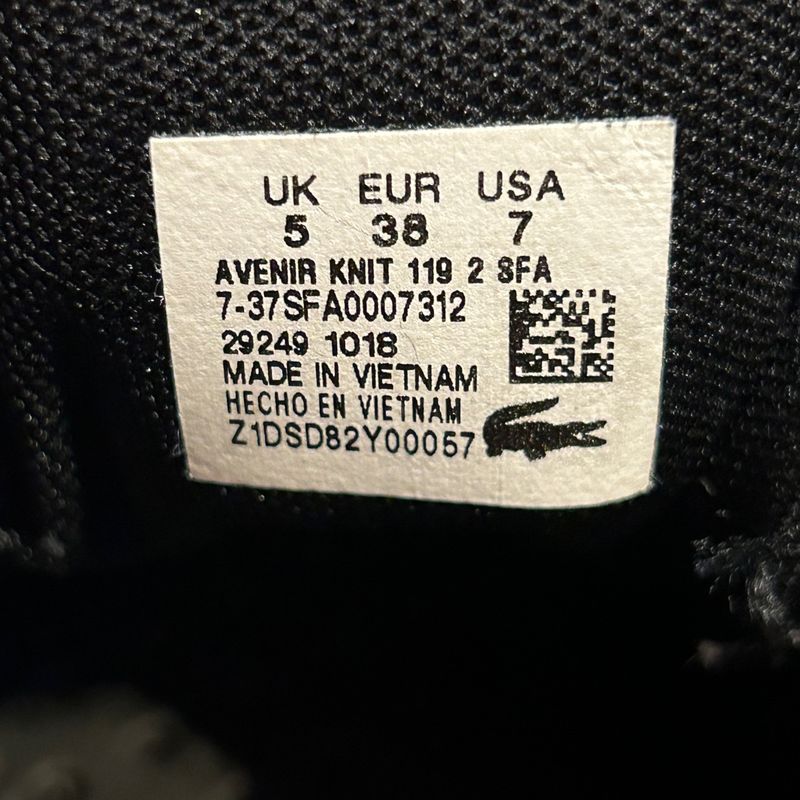 UK EUR USA
5 38 7
AVENIR KNIT 119 2 SFA
7-37SFA0007312
29249 1018
MADE IN VIETNAM
HECHO EN VIETNAM
Z1DSD82Y00057